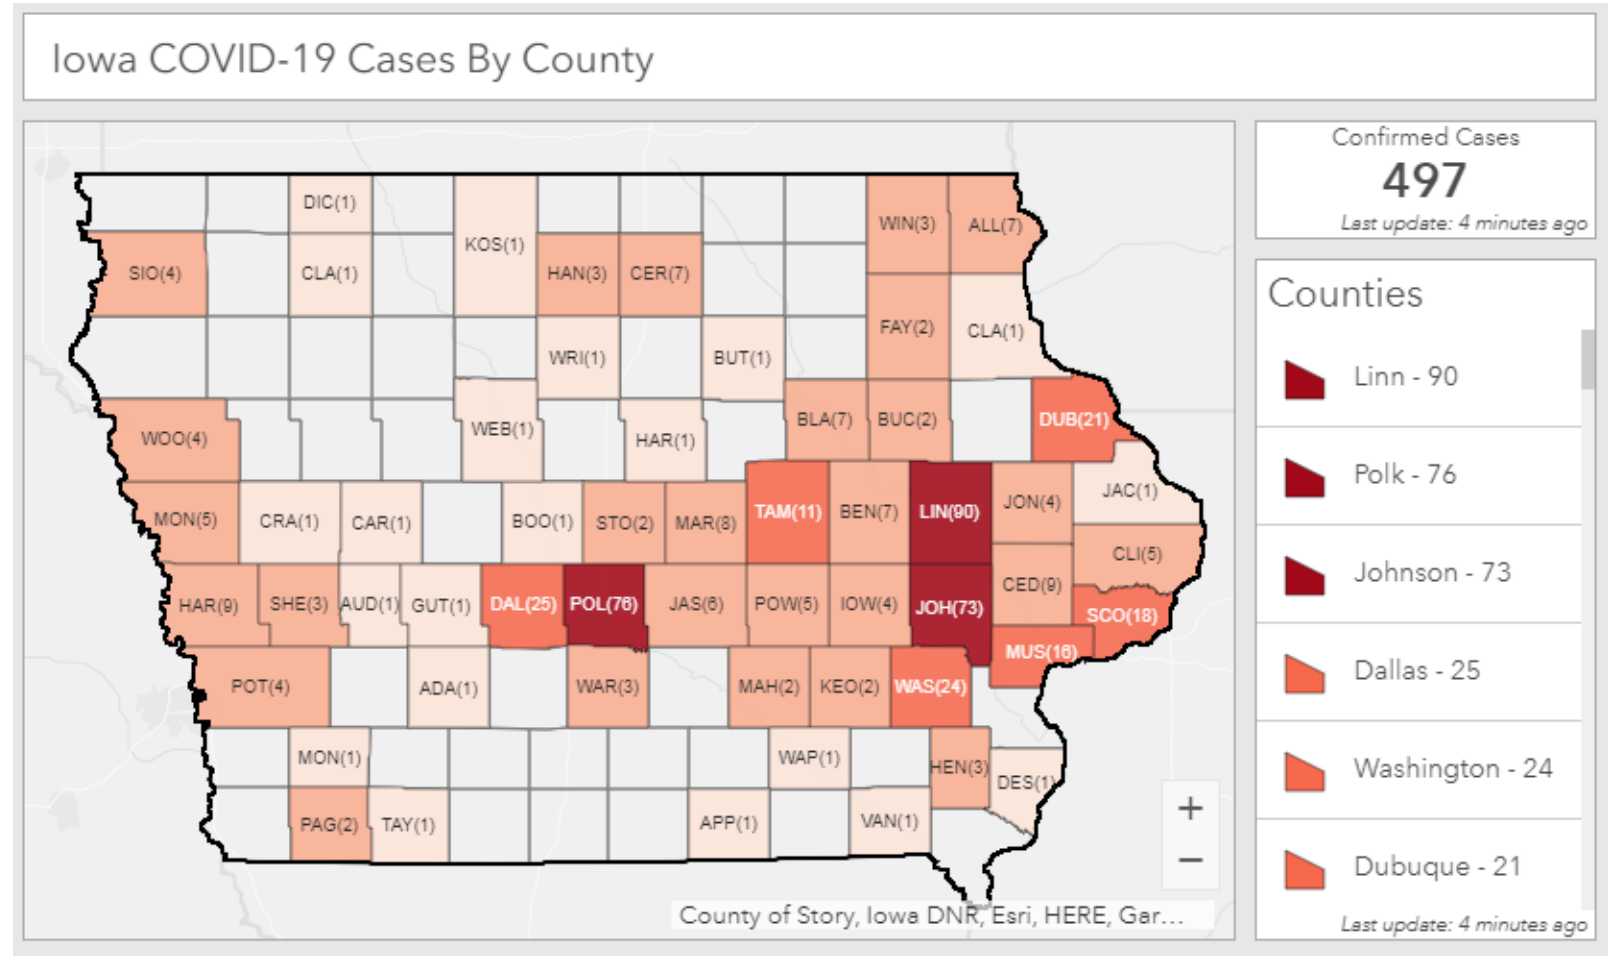 Iowa COVID-19 Cases By County
DIC(1)
KOS(1)
WIN(3)
ALL(7)
SIO(4)
CLA(1)
HAN(3)
CER(7)
FAY(2)
CLA(1)
WRI(1)
BUT(1)
WOO(4)
WEB(1)
HAR(1)
BLA(7)
BUC(2)
DUB(21)
MON(5)
CRA(1)
CAR(1)
BOO(1)
STO(2)
MAR(8)
TAM(11)
BEN(7)
LIN(90)
JON(4)
JAC(1)
CLI(5)
HAR(9)
SHE(3)
AUD(1)
GUT(1)
DAL(25)
POL(76)
JAS(6)
POW(5)
IOW(4)
JOH(73)
CED(9)
SCO(18)
MUS(16)
POT(4)
ADA(1)
WAR(3)
MAH(2)
KEO(2)
WAS(24)
MON(1)
WAP(1)
HEN(3)
DES(1)
PAG(2)
TAY(1)
APP(1)
VAN(1)
+
−
County of Story, Iowa DNR, Esri, HERE, Gar...
Confirmed Cases
497
Last update: 4 minutes ago
Counties
Linn - 90
Polk - 76
Johnson - 73
Dallas - 25
Washington - 24
Dubuque - 21
Last update: 4 minutes ago